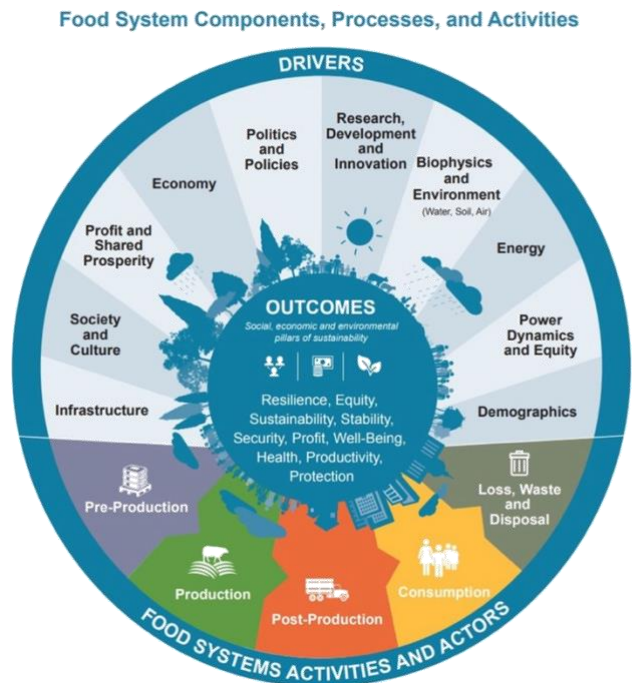 Food System Components, Processes, and Activities
DRIVERS
Infrastructure
Society
and
Culture
Profit and
Shared
Prosperity
Economy
Politics
and
Policies
Research,
Development
and
Innovation
Biophysics
and
Environment
(Water, Soil, Air)
Energy
Power
Dynamics
and Equity
Demographics
OUTCOMES
Social, economic and environmental
pillars of sustainability
Resilience, Equity,
Sustainability, Stability,
Security, Profit, Well-Being,
Health, Productivity,
Protection
Pre-Production
Production
Post-Production
Consumption
Loss, Waste
and
Disposal
FOOD SYSTEMS ACTIVITIES AND ACTORS